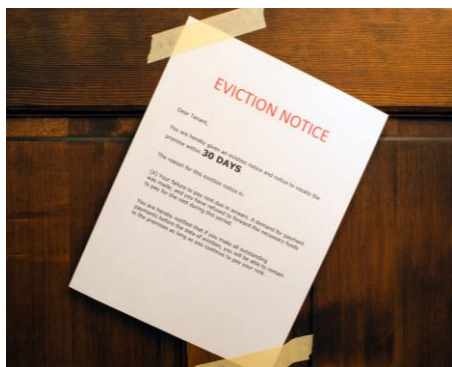 EVICTION NOTICE
Dear Tenant,
You are hereby given an eviction notice and notice to vacate the
premise within 30 DAYS
The reason for this eviction notice is:
(X) Your failure to pay rent due in arrears. A demand for payment
was made, and you have refused to forward the necessary funds
to pay for the rent during this period.
You are hereby notified that if you make all outstanding
payments before the date of eviction, you will be able to remain
in the premises as long as you continue to pay your rent.